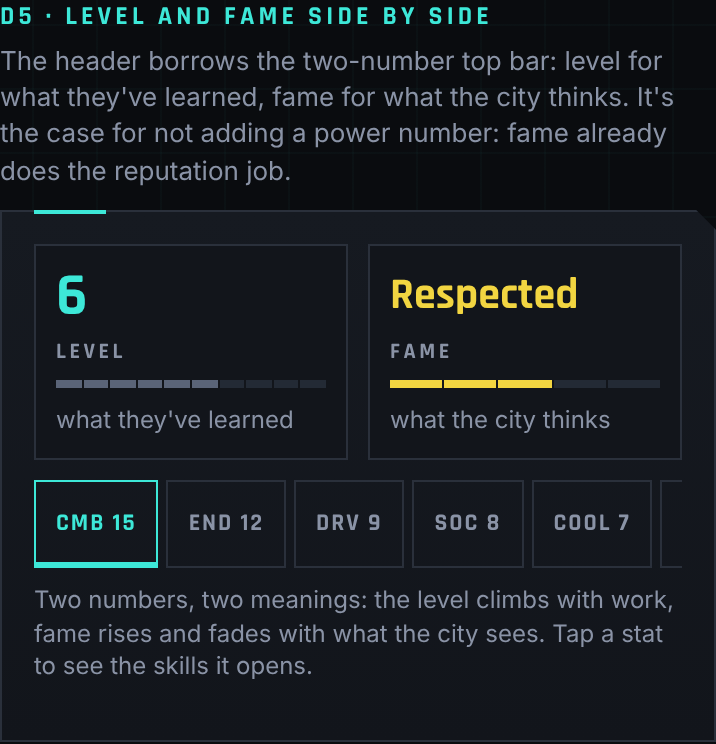 D5 · LEVEL AND FAME SIDE BY SIDE
The header borrows the two-number top bar: level for
what they've learned, fame for what the city thinks. It's
the case for not adding a power number: fame already
does the reputation job.
6
LEVEL
what they've learned
Respected
FAME
what the city thinks
CMB 15
END 12
DRV 9
SOC 8
COOL 7
Two numbers, two meanings: the level climbs with work,
fame rises and fades with what the city sees. Tap a stat
to see the skills it opens.